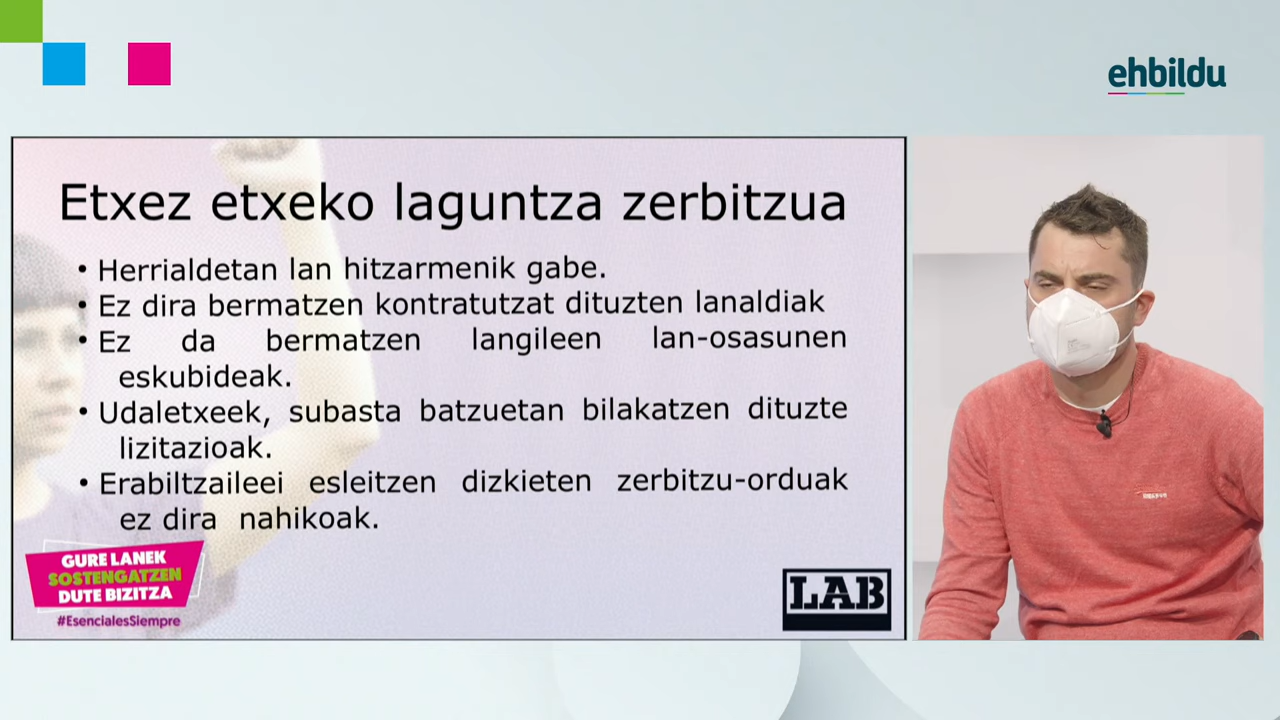 ehbildu
Etxez etxeko laguntza zerbitzua
• Herrialdetan lan hitzarmenik gabe.
• Ez dira bermatzen kontratutzat dituzten lanaldiak
• Ez da bermatzen langileen lan-osasunen
eskubideak.
• Udaletxeek, subasta batzuetan bilakatzen dituzte
lizitazioak.
• Erabiltzaileei esleitzen dizkieten zerbitzu-orduak
ez dira nahikoak.
GURE LANEK
SOSTENGATZEN
DUTE BIZITZA
#EsencialesSiempre
LAB